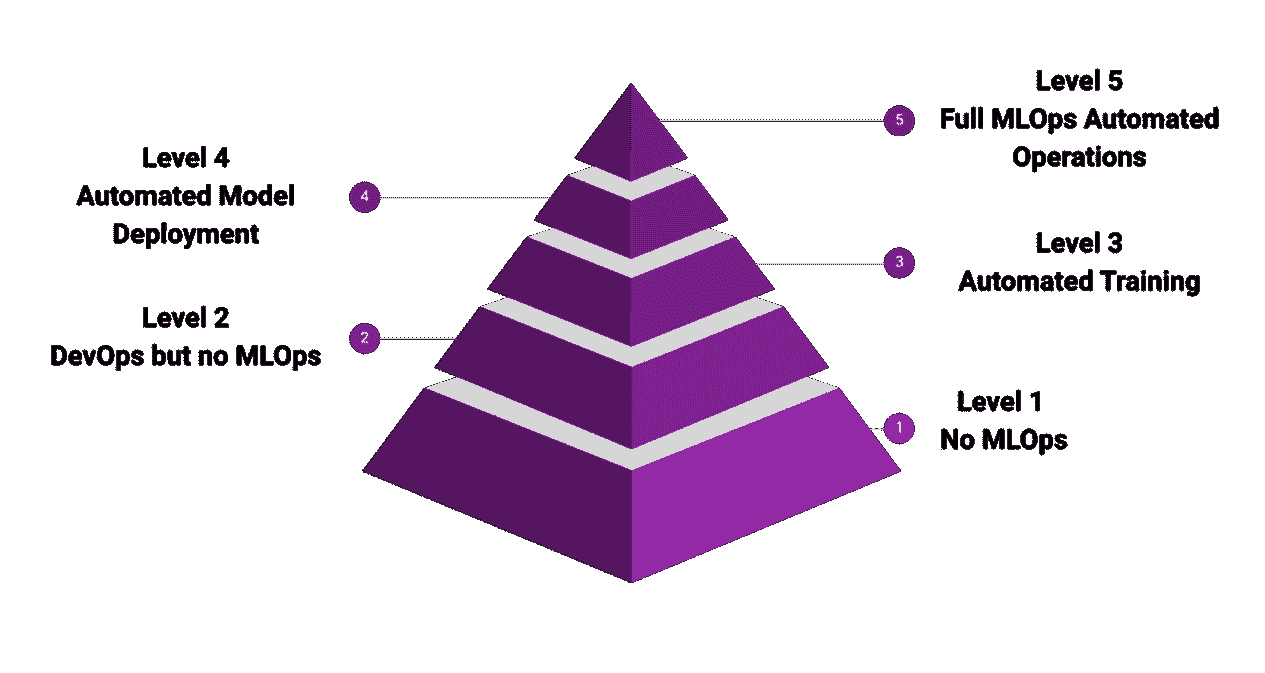 Level 5
Full MLOps Automated
Operations
5
Level 4
Automated Model
Deployment
4
Level 3
Automated Training
3
Level 2
DevOps but no MLOps
2
Level 1
No MLOps
1